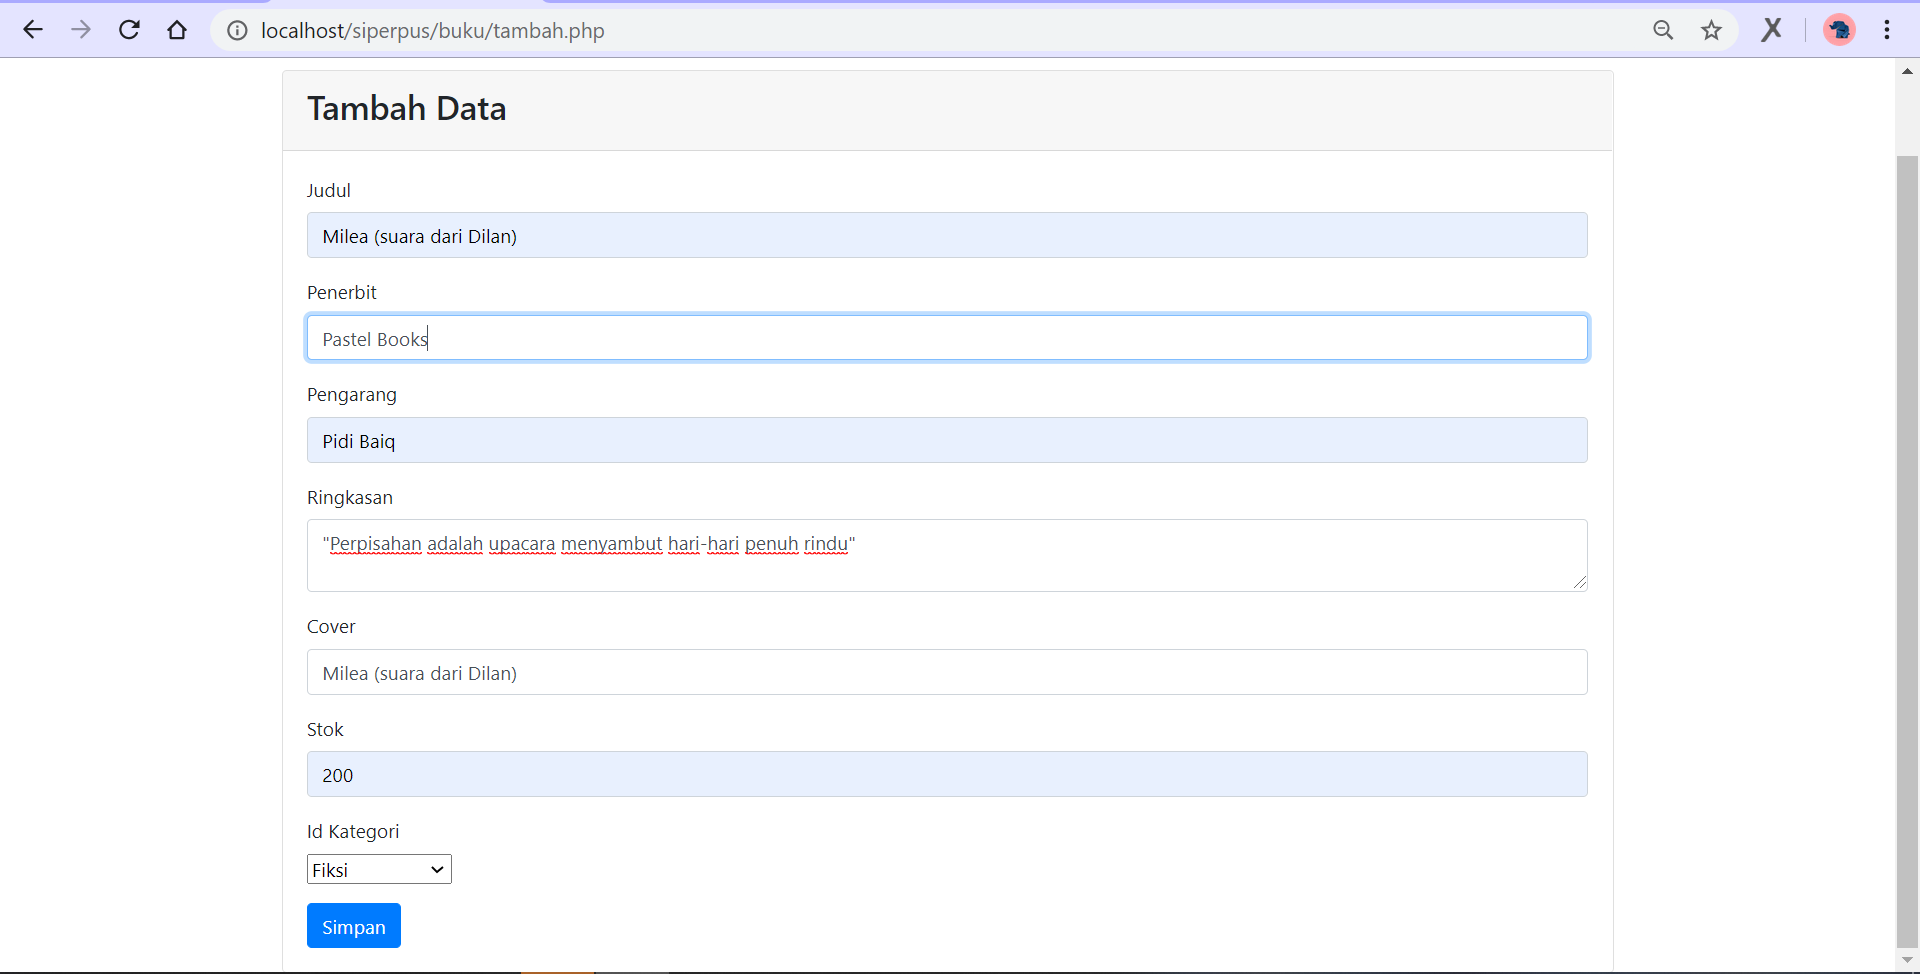 localhost/siperpus/buku/tambah.php
Tambah Data
Judul
Milea (suara dari Dilan)
Penerbit
Pastel Books
Pengarang
Pidi Baiq
Ringkasan
"Perpisahan adalah upacara menyambut hari-hari penuh rindu"
Cover
Milea (suara dari Dilan)
Stok
200
Id Kategori
Fiksi
Simpan